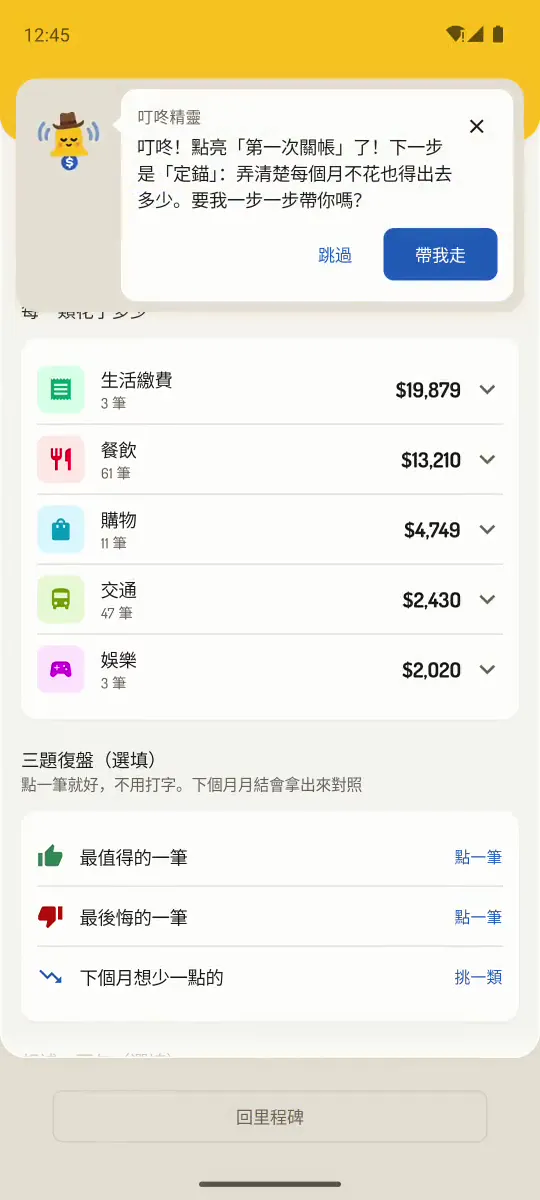 12:45
叮咚精靈
叮咚！點亮「第一次關帳」了！下一步
是「定錨」：弄清楚每個月不花也得出去
多少。要我一步一步帶你嗎？
跳過
帶我走
生活繳費
3 筆
$19,879
餐飲
61 筆
$13,210
購物
11 筆
$4,749
交通
47 筆
$2,430
娛樂
3 筆
$2,020
三題復盤（選填）
點一筆就好，不用打字。下個月月結會拿出來對照
最值得的一筆
點一筆
最後悔的一筆
點一筆
下個月想少一點的
挑一類
回里程碑